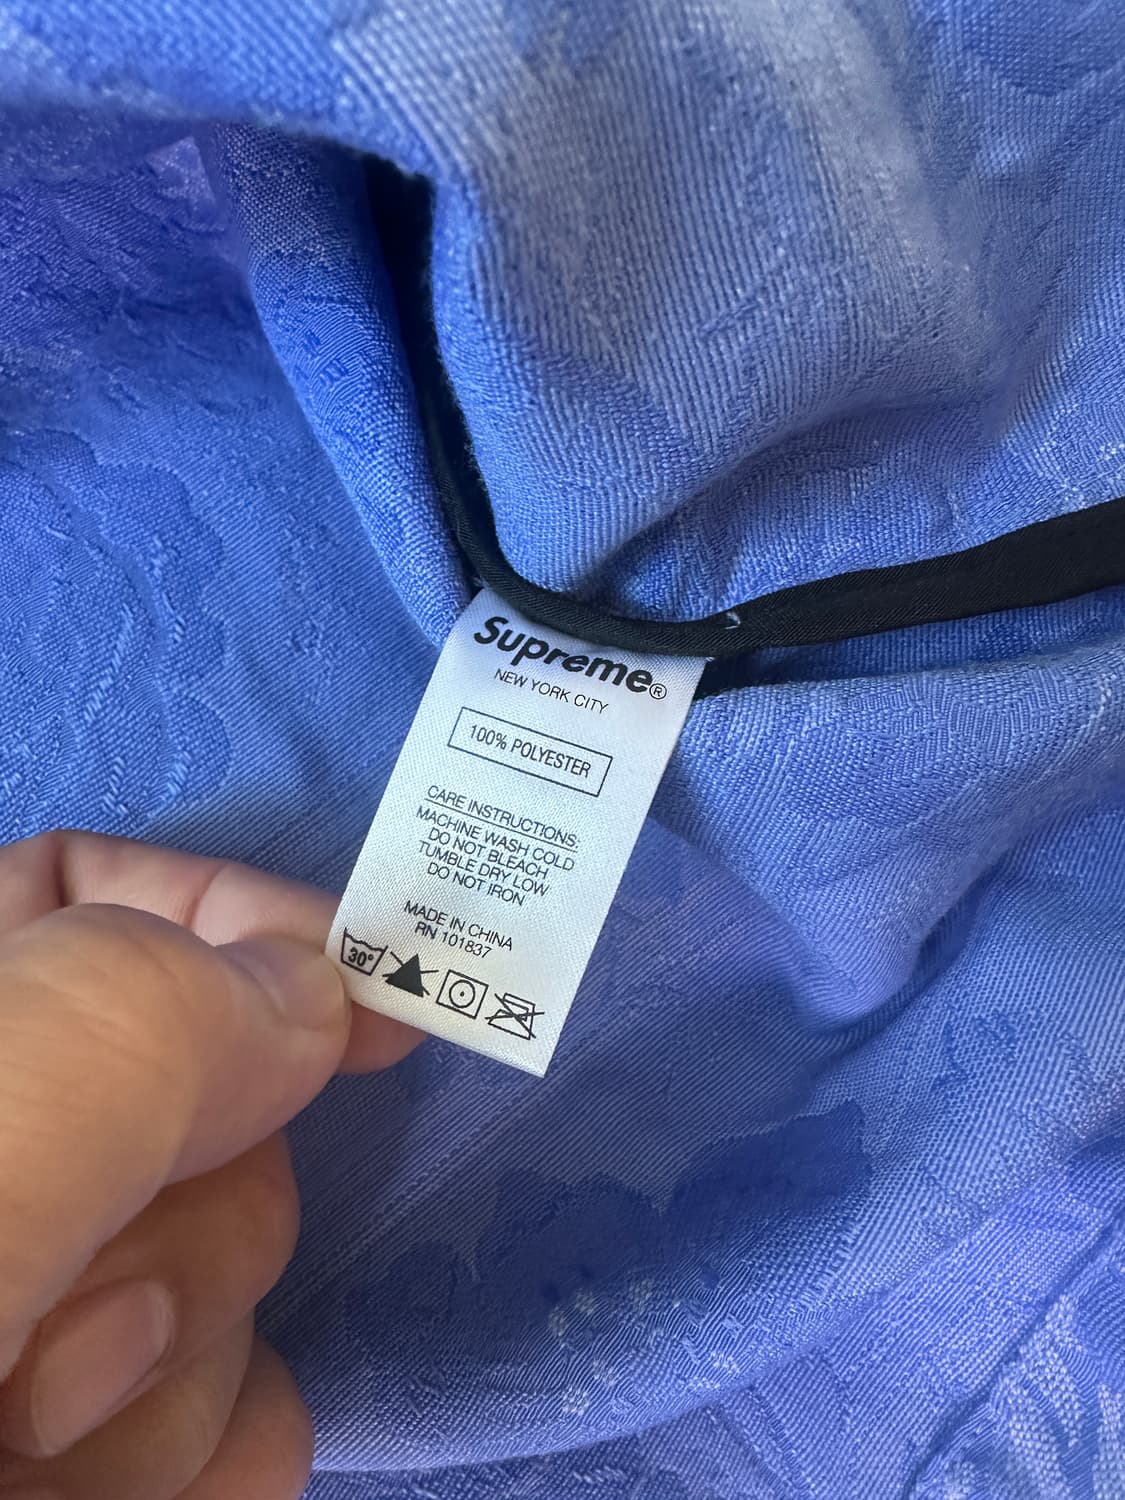 Supreme®
NEW YORK CITY
100% POLYESTER
CARE INSTRUCTIONS:
MACHINE WASH COLD
DO NOT BLEACH
TUMBLE DRY LOW
DO NOT IRON
MADE IN CHINA
RN 101837
30°